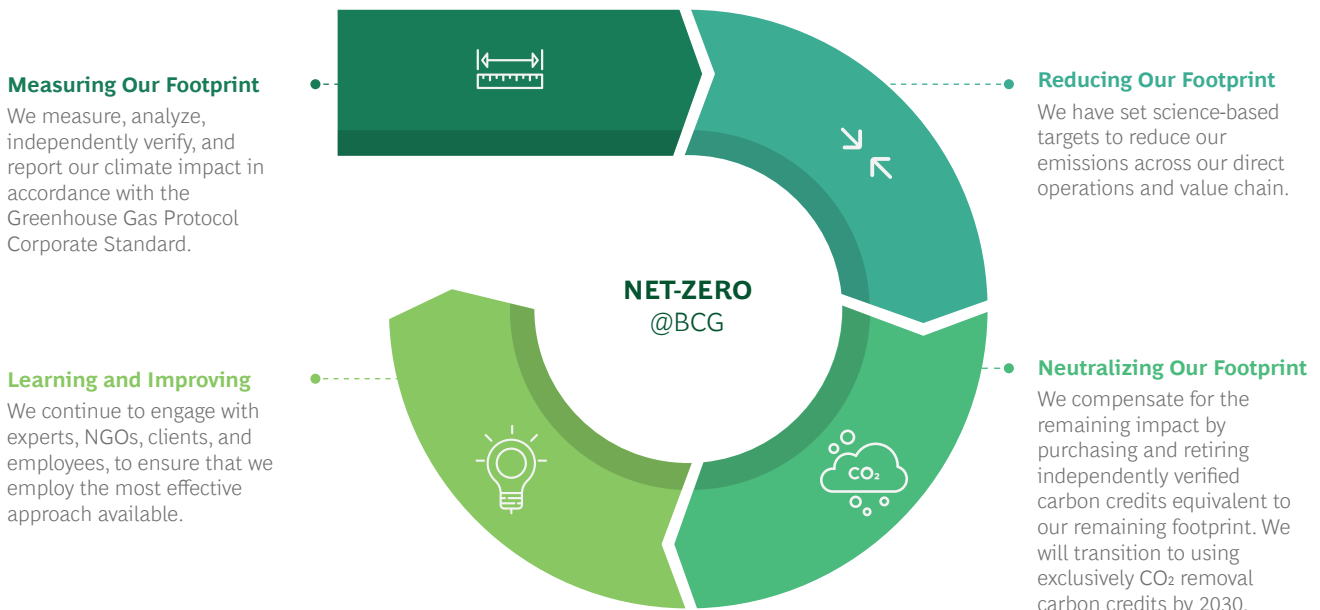 Measuring Our Footprint
We measure, analyze,
independently verify, and
report our climate impact in
accordance with the
Greenhouse Gas Protocol
Corporate Standard.
Reducing Our Footprint
We have set science-based
targets to reduce our
emissions across our direct
operations and value chain.
NET-ZERO
@BCG
Neutralizing Our Footprint
We compensate for the
remaining impact by
purchasing and retiring
independently verified
carbon credits equivalent to
our remaining footprint. We
will transition to using
exclusively CO₂ removal
carbon credits by 2030.
CO₂
Learning and Improving
We continue to engage with
experts, NGOs, clients, and
employees, to ensure that we
employ the most effective
approach available.